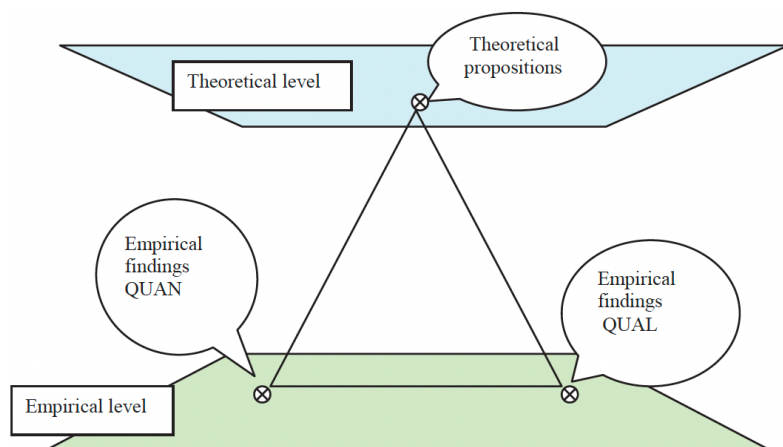 Theoretical
propositions
Theoretical level
Empirical
findings
QUAN
Empirical
findings
QUAL
Empirical level